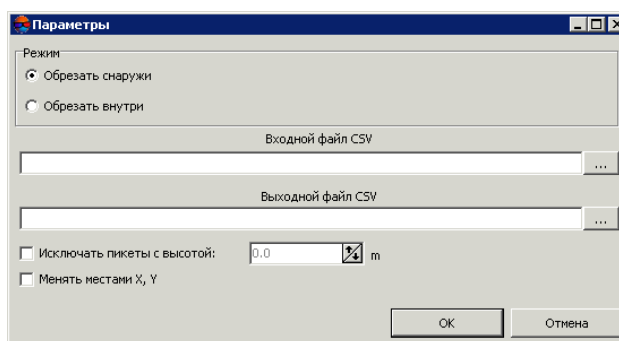 Параметры
Режим
Обрезать снаружи
Обрезать внутри
Входной файл CSV
...
Выходной файл CSV
...
Исключать пикеты с высотой: 0.0 m
Менять местами X, Y
OK Отмена